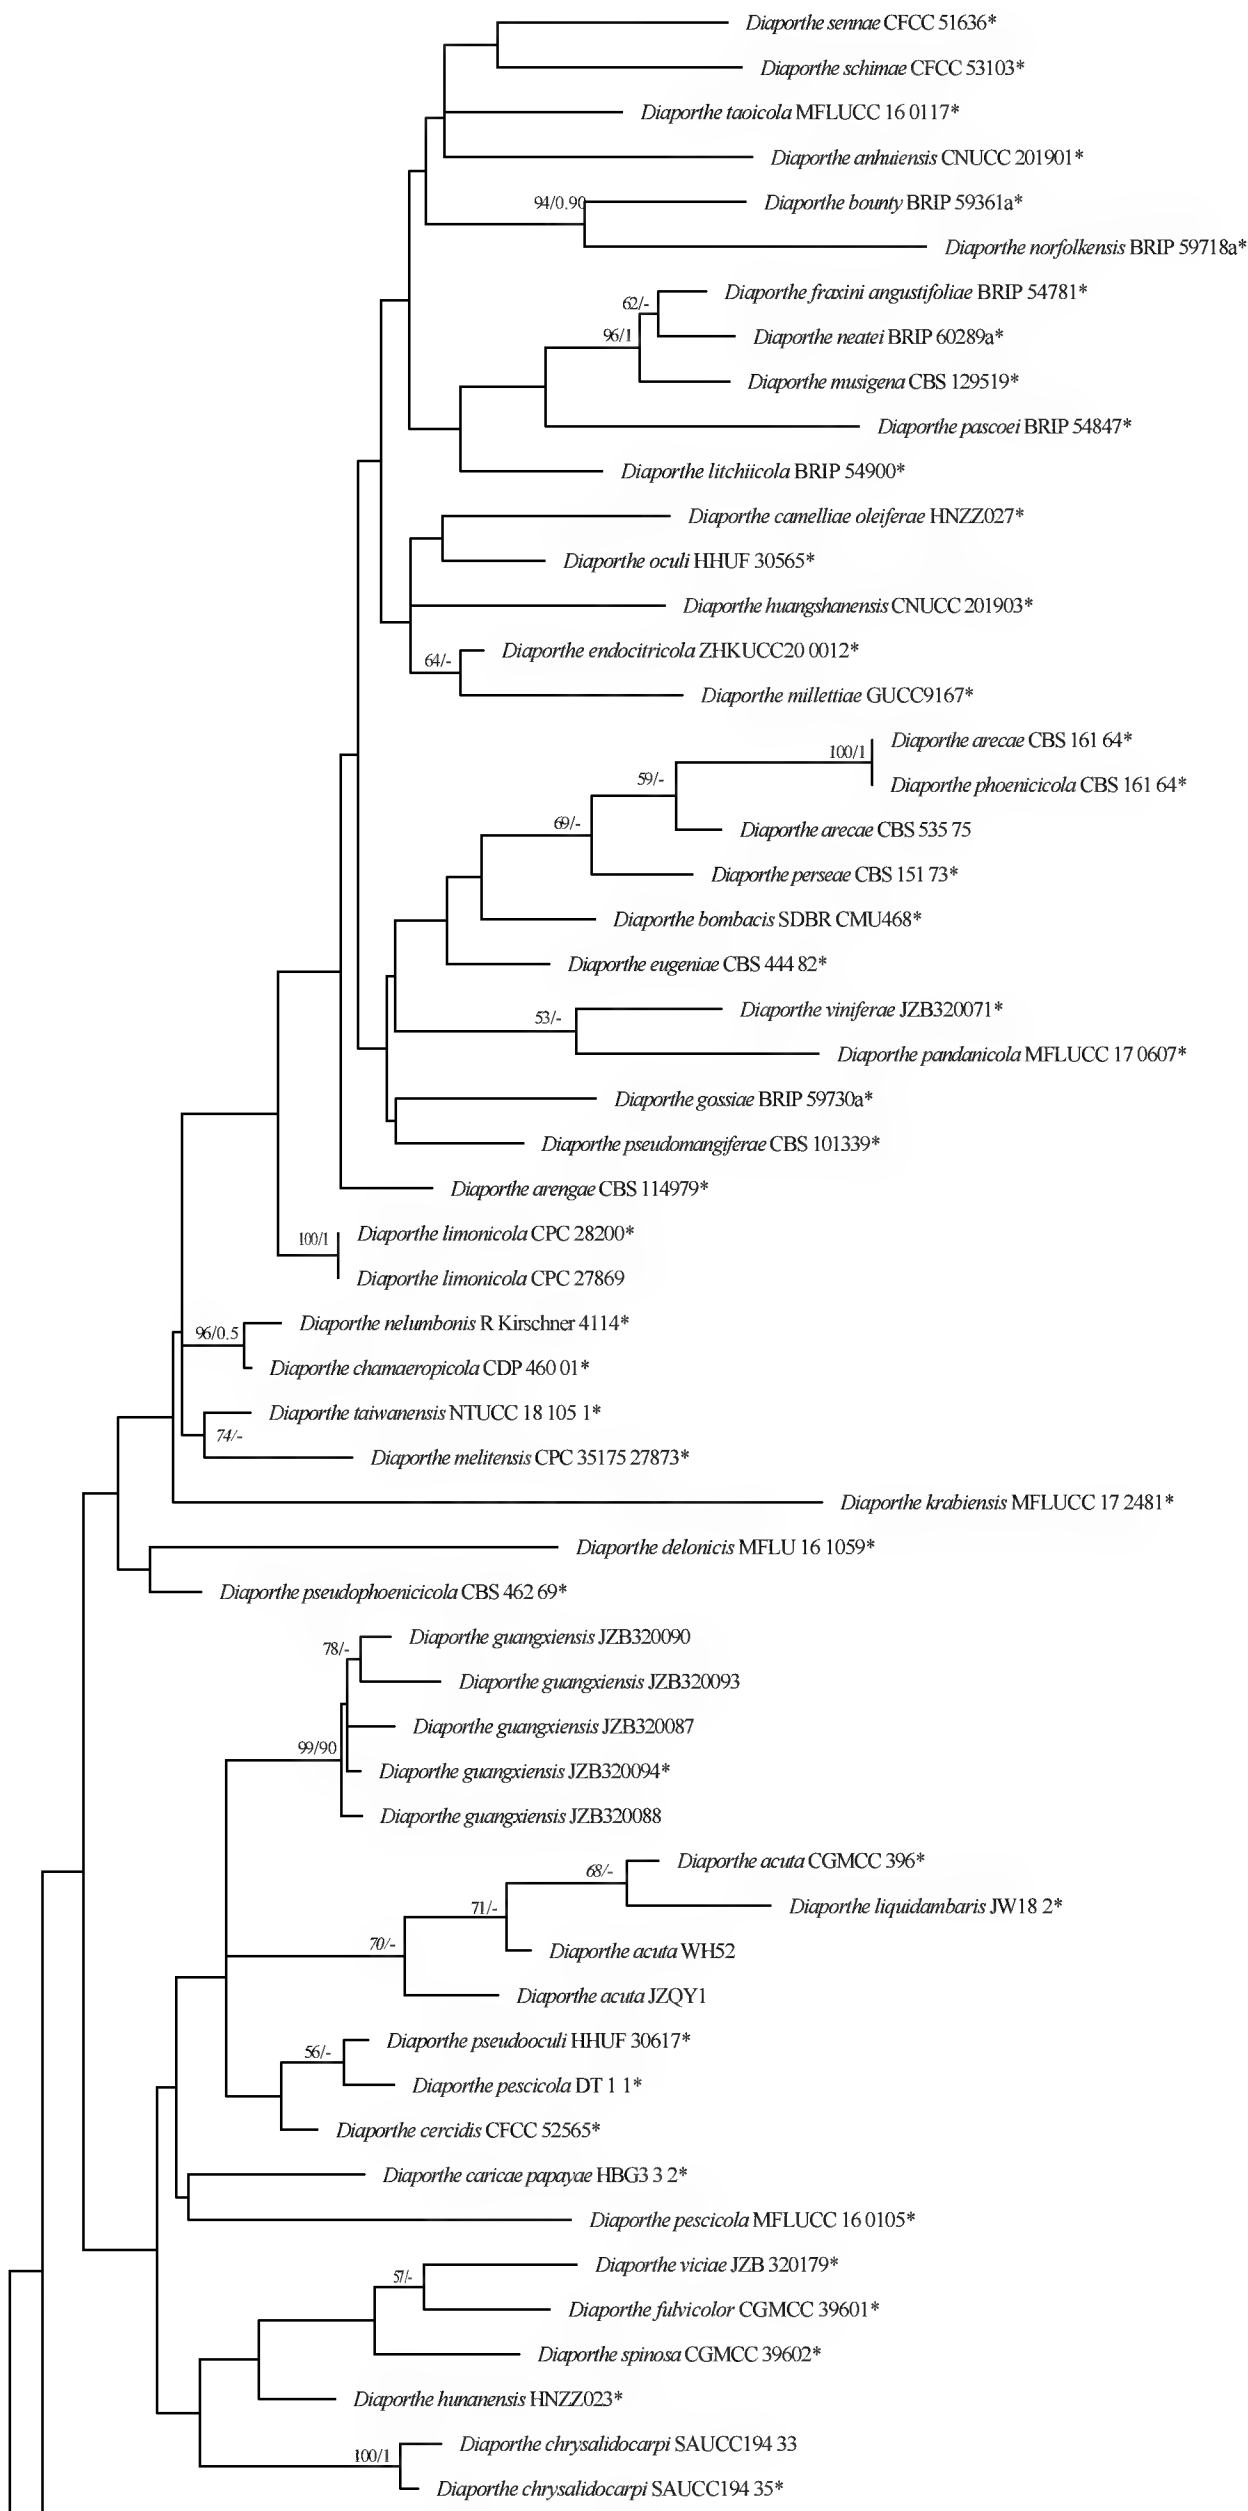 Diaporthe sennae CFCC 51636*
Diaporthe schimae CFCC 53103*
Diaporthe taoicola MFLUCC 16 0117*
Diaporthe anhuiensis CNUCC 201901*
94/0.90
Diaporthe bounty BRIP 59361a*
Diaporthe norfolkensis BRIP 59718a*
Diaporthe fraxini angustifoliae BRIP 54781*
62/-
96/1
Diaporthe neatei BRIP 60289a*
Diaporthe musigena CBS 129519*
Diaporthe pascoei BRIP 54847*
Diaporthe litchiicola BRIP 54900*
Diaporthe camelliae oleiferae HNZZ027*
Diaporthe oculi HHUF 30565*
Diaporthe huangshanensis CNUCC 201903*
Diaporthe endocitricola ZHKUCC20 0012*
64/-
Diaporthe millettiae GUCC9167*
Diaporthe arecae CBS 161 64*
100/1
Diaporthe phoenicicola CBS 161 64*
59/-
Diaporthe arecae CBS 535 75
69/-
Diaporthe perseae CBS 151 73*
Diaporthe bombacis SDBR CMU468*
Diaporthe eugeniae CBS 444 82*
Diaporthe viniferae JZB320071*
53/-
Diaporthe pandanicola MFLUCC 17 0607*
Diaporthe gossiae BRIP 59730a*
Diaporthe pseudomangiferae CBS 101339*
Diaporthe arengae CBS 114979*
Diaporthe limonicola CPC 28200*
100/1
Diaporthe limonicola CPC 27869
Diaporthe nelumbonis R Kirschner 4114*
96/0.5
Diaporthe chamaeropicola CDP 460 01*
Diaporthe taiwanensis NTUCC 18 105 1*
74/-
Diaporthe melitensis CPC 35175 27873*
Diaporthe krabiensis MFLUCC 17 2481*
Diaporthe delonicis MFLU 16 1059*
Diaporthe pseudophoenicicola CBS 462 69*
Diaporthe guangxiensis JZB320090
78/-
Diaporthe guangxiensis JZB320093
Diaporthe guangxiensis JZB320087
99/90
Diaporthe guangxiensis JZB320094*
Diaporthe guangxiensis JZB320088
Diaporthe acuta CGMCC 396*
68/-
Diaporthe liquidambaris JW18 2*
71/-
Diaporthe acuta WH52
70/-
Diaporthe acuta JZQY1
Diaporthe pseudooculi HHUF 30617*
56/-
Diaporthe pescicola DT 1 1*
Diaporthe cercidis CFCC 52565*
Diaporthe caricae papayae HBG3 3 2*
Diaporthe pescicola MFLUCC 16 0105*
Diaporthe viciae JZB 320179*
57/-
Diaporthe fulvicolor CGMCC 39601*
Diaporthe spinosa CGMCC 39602*
Diaporthe hunanensis HNZZ023*
Diaporthe chrysalidocarpi SAUCC194 33
100/1
Diaporthe chrysalidocarpi SAUCC194 35*